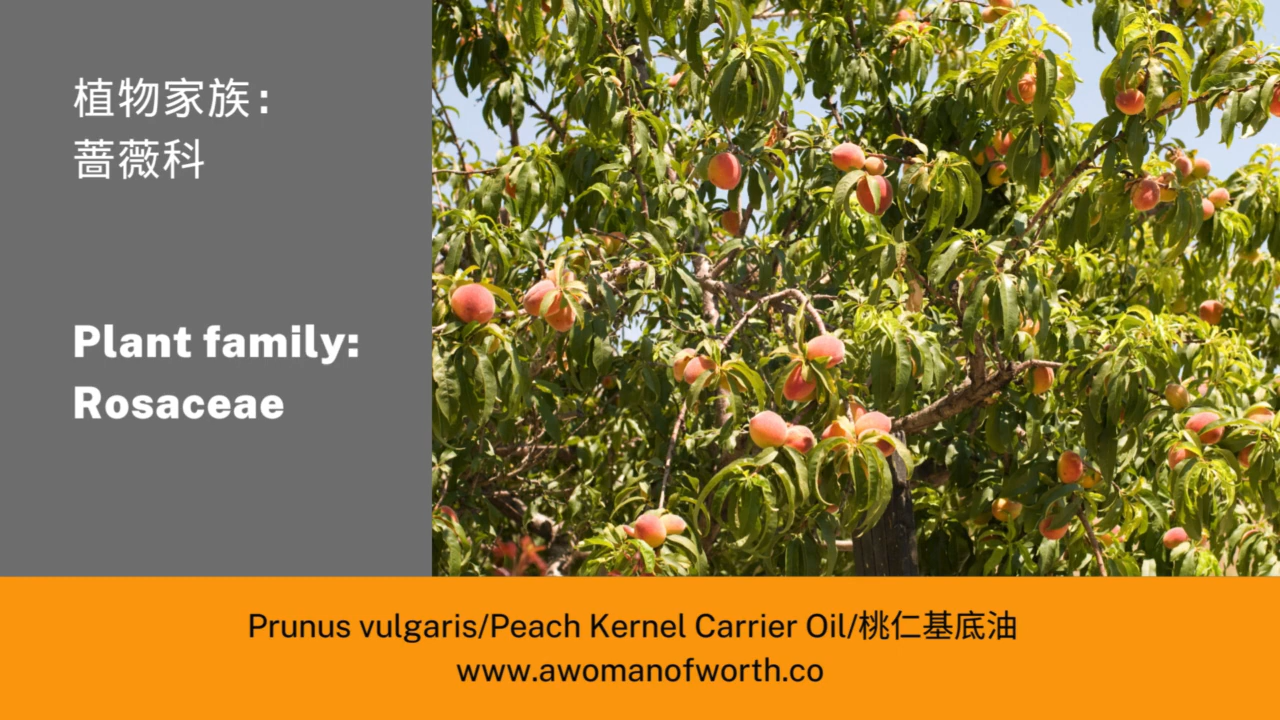 植物家族：
蔷薇科
Plant family:
Rosaceae
Prunus vulgaris/Peach Kernel Carrier Oil/桃仁基底油
www.awomanofworth.co